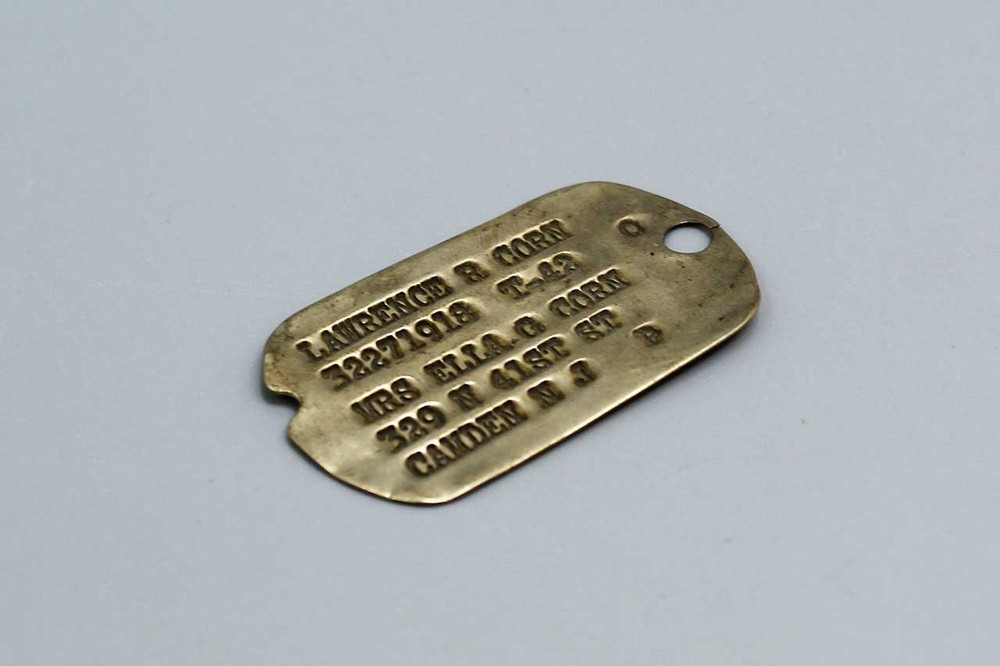 LAWRENCE R CORN
32271918 T-42 O
MRS ELLA.G CORN
329 N 41ST ST
CAMDEN N J